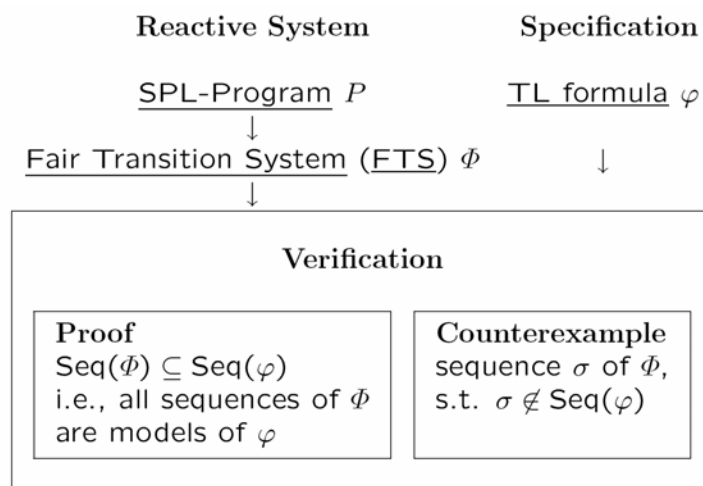 Reactive System Specification
SPL-Program P TL formula φ
↓
Fair Transition System (FTS) Φ ↓
↓
Verification
Proof
Seq(Φ) ⊆ Seq(φ)
i.e., all sequences of Φ
are models of φ
Counterexample
sequence σ of Φ,
s.t. σ ∉ Seq(φ)